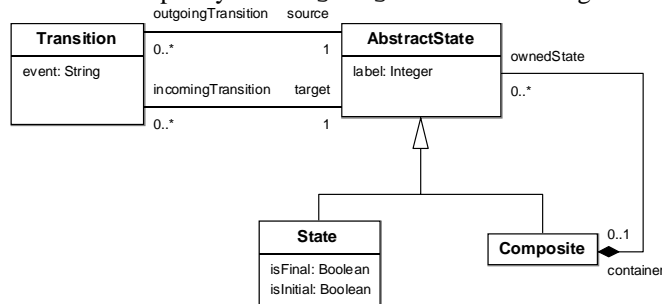 outgoingTransition source
Transition
AbstractState
0..* 1
ownedState
event: String
label: Integer
incomingTransition target
0..*
0..* 1
State
0..1
Composite
container
isFinal: Boolean
isInitial: Boolean